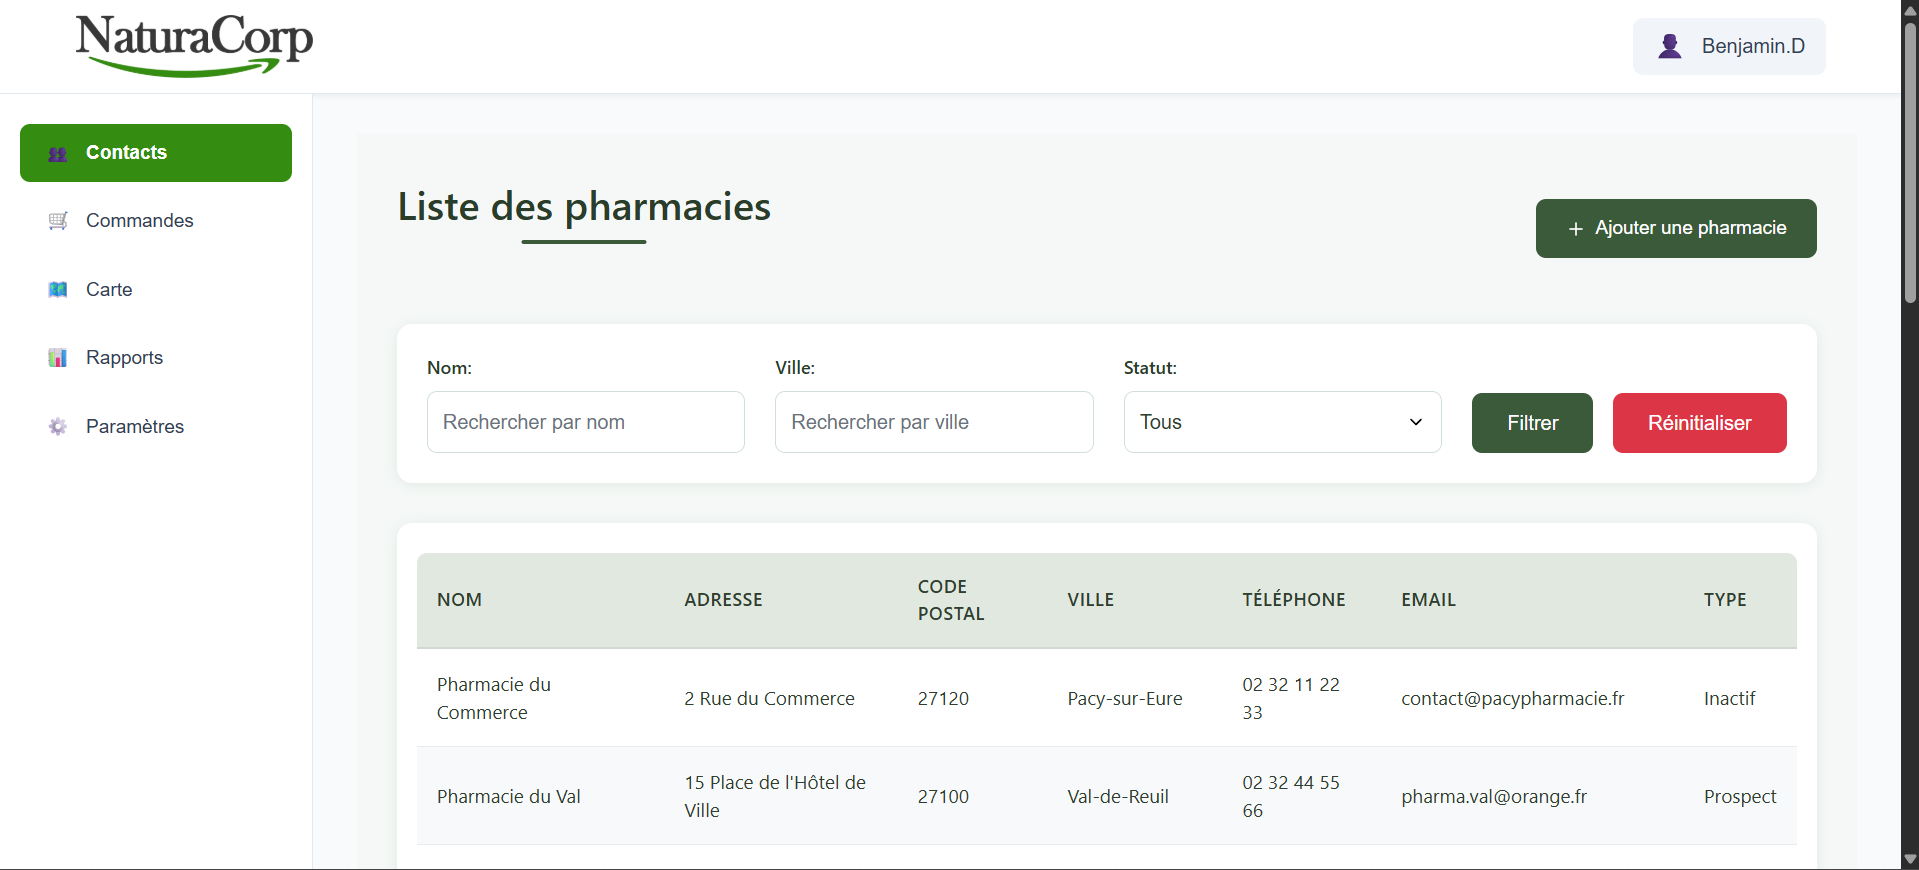 NaturaCorp
Benjamin.D
Contacts
Commandes
Carte
Rapports
Paramètres
Liste des pharmacies
+ Ajouter une pharmacie
Nom:
Ville:
Statut:
Rechercher par nom
Rechercher par ville
Tous
Filtrer
Réinitialiser
NOM
ADRESSE
CODE
POSTAL
VILLE
TÉLÉPHONE
EMAIL
TYPE
Pharmacie du
Commerce
2 Rue du Commerce
27120
Pacy-sur-Eure
02 32 11 22
33
contact@pacypharmacie.fr
Inactif
Pharmacie du Val
15 Place de l'Hôtel de
Ville
27100
Val-de-Reuil
02 32 44 55
66
pharma.val@orange.fr
Prospect